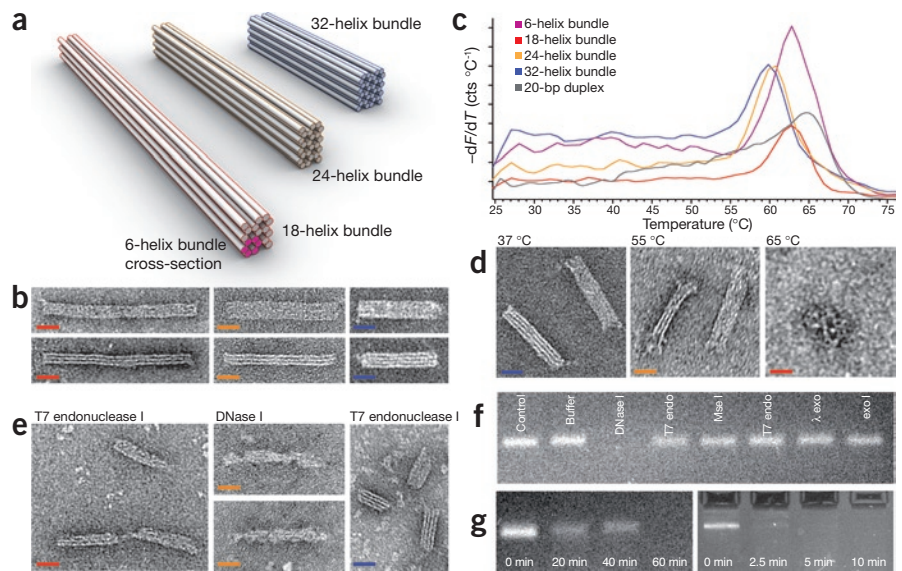 a
32-helix bundle
24-helix bundle
18-helix bundle
6-helix bundle
cross-section
b
c
6-helix bundle
18-helix bundle
24-helix bundle
32-helix bundle
20-bp duplex
–dF/dT (cts °C⁻¹)
25 30 35 40 45 50 55 60 65 70 75
Temperature (°C)
d
37 °C 55 °C 65 °C
e
T7 endonuclease I DNase I T7 endonuclease I
f
Control Buffer DNase I T7 endo Mse I T7 endo λ exo exo I
g
0 min 20 min 40 min 60 min 0 min 2.5 min 5 min 10 min